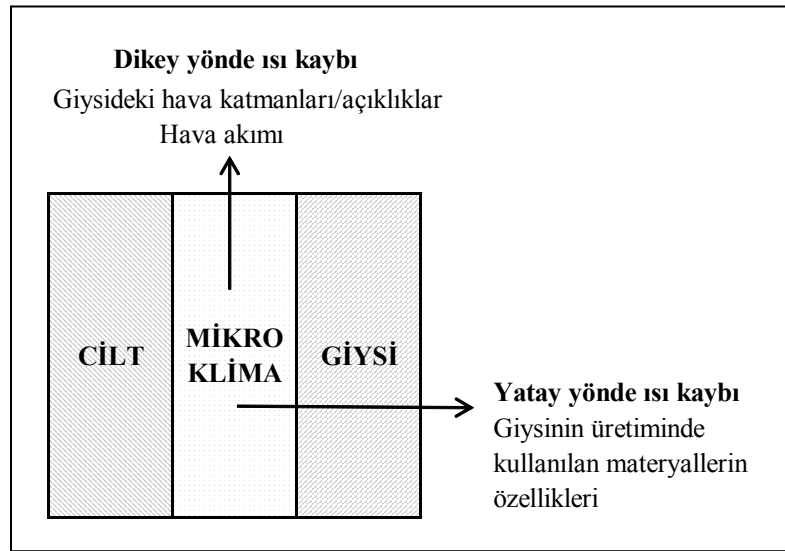 Dikey yönde ısı kaybı
Giysideki hava katmanları/açıklıklar
Hava akımı
CİLT
MİKRO
KLİMA
GİYSİ
Yatay yönde ısı kaybı
Giysinin üretiminde
kullanılan materyallerin
özellikleri